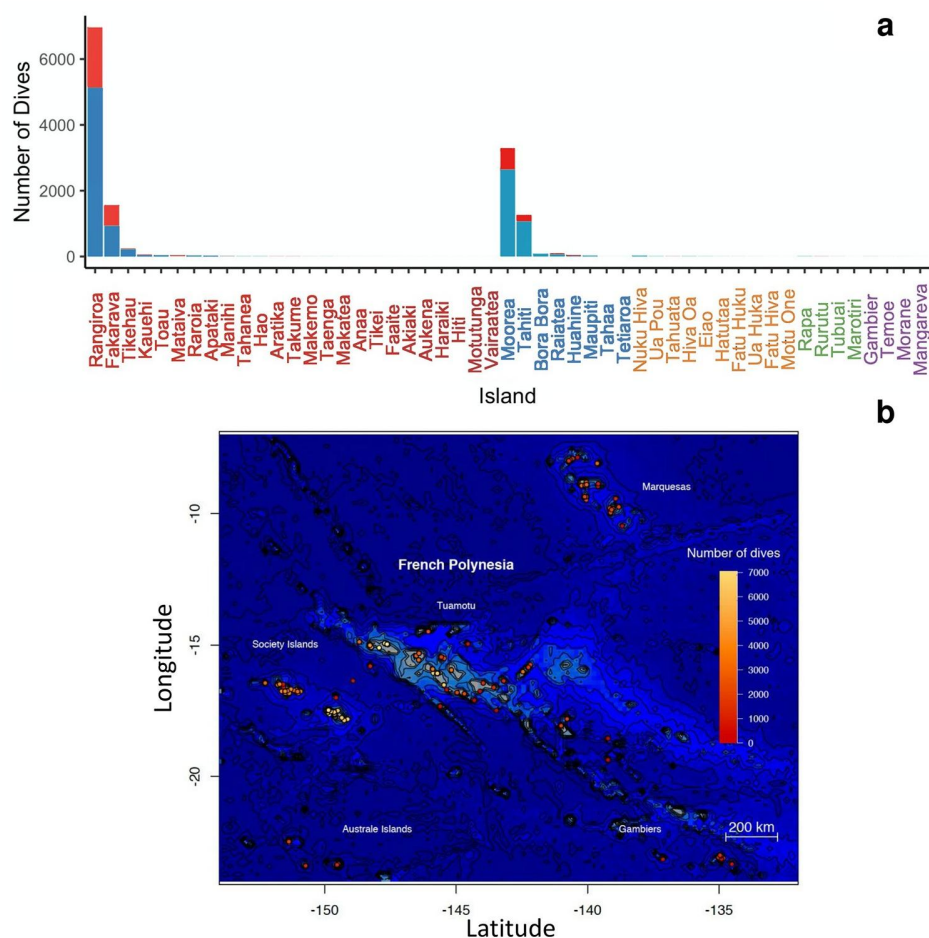 a
Number of Dives
6000
4000
2000
0
Rangiroa
Fakarava
Tikehau
Kauehi
Toau
Mataiva
Raroia
Apataki
Manihi
Tahanea
Hao
Aratika
Takume
Makemo
Taenga
Makatea
Anaa
Tikei
Faaite
Akiaki
Aukena
Haraiki
Hiti
Motutunga
Vairaatea
Moorea
Tahiti
Bora Bora
Raiatea
Huahine
Maupiti
Tahaa
Tetiaroa
Nuku Hiva
Ua Pou
Tahuata
Hiva Oa
Eiao
Hatutaa
Fatu Huku
Ua Huka
Fatu Hiva
Motu One
Rapa
Rurutu
Tubuai
Marotiri
Gambier
Temoe
Morane
Mangareva
Island
b
Longitude
-10
-15
-20
Marquesas
Number of dives
7000
6000
5000
4000
3000
2000
1000
0
French Polynesia
Tuamotu
Society Islands
Australe Islands
Gambiers
200 km
-150
-145
-140
-135
Latitude